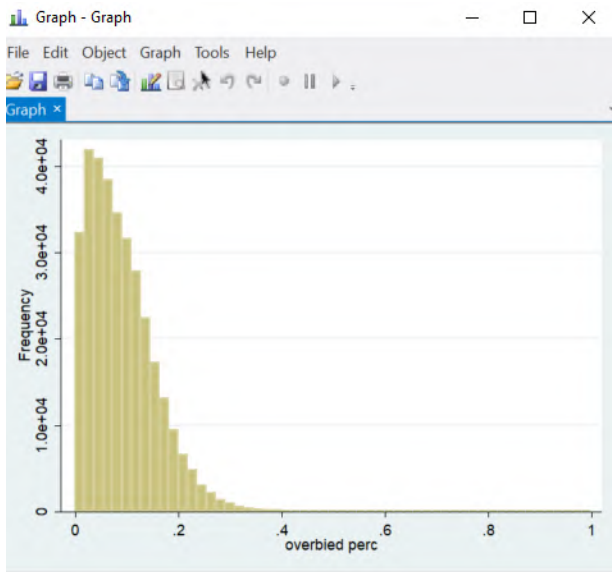 Graph - Graph
File Edit Object Graph Tools Help
Graph ×
4.0e+04
3.0e+04
2.0e+04
1.0e+04
0
Frequency
0 .2 .4 .6 .8 1
overbied perc